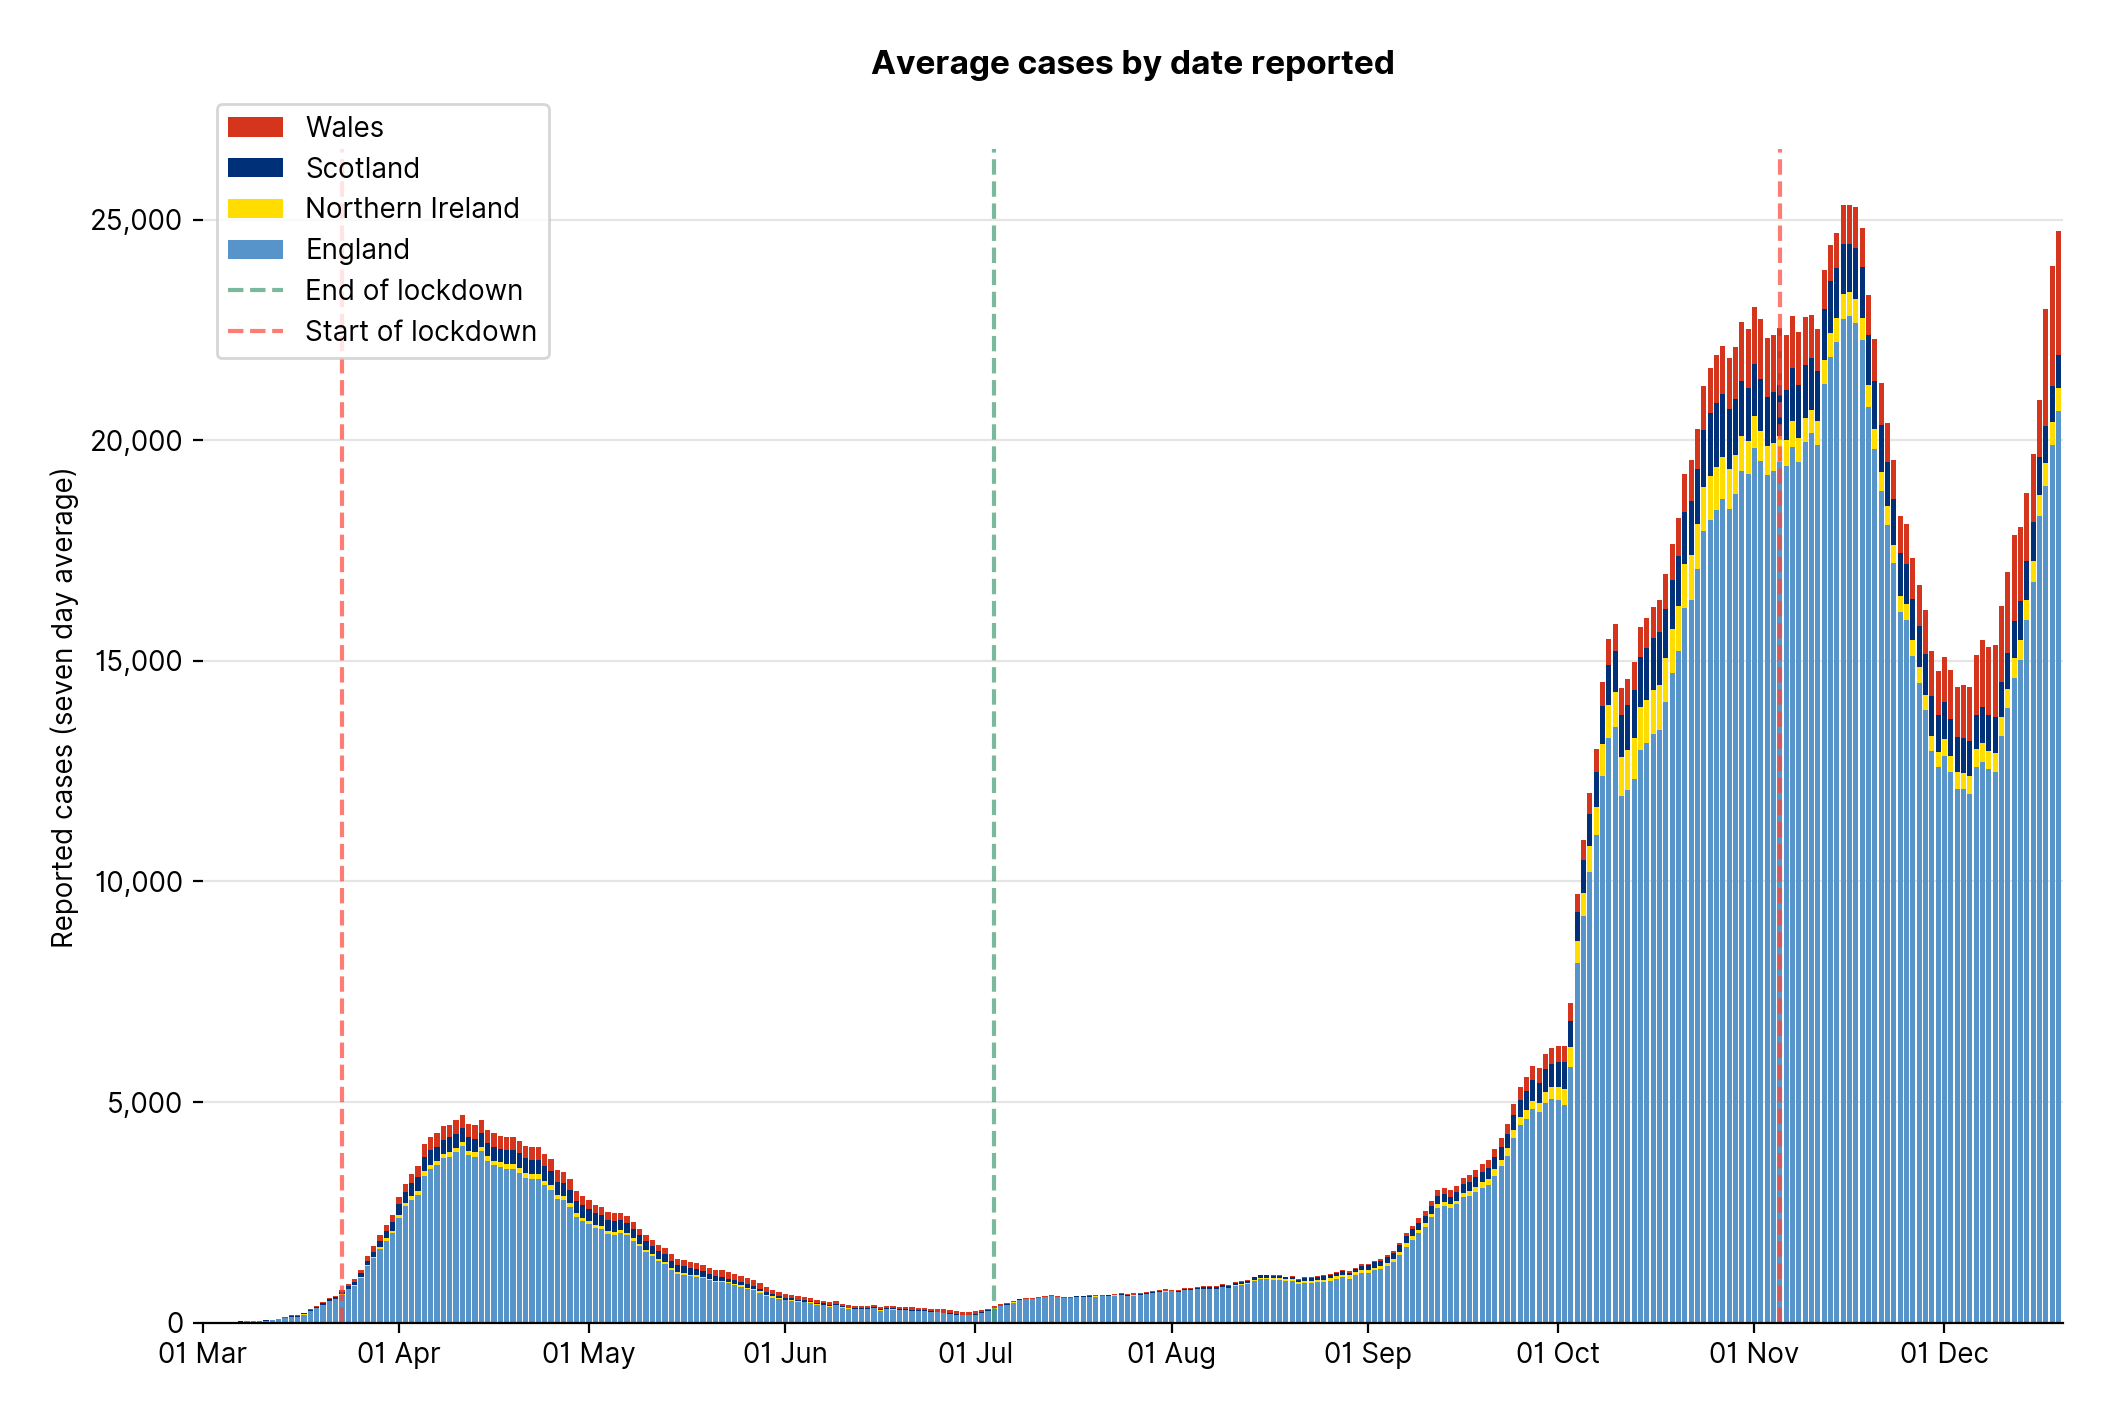 Average cases by date reported
Wales
Scotland
Northern Ireland
England
End of lockdown
Start of lockdown
Reported cases (seven day average)
25,000
20,000
15,000
10,000
5,000
0
01 Mar
01 Apr
01 May
01 Jun
01 Jul
01 Aug
01 Sep
01 Oct
01 Nov
01 Dec